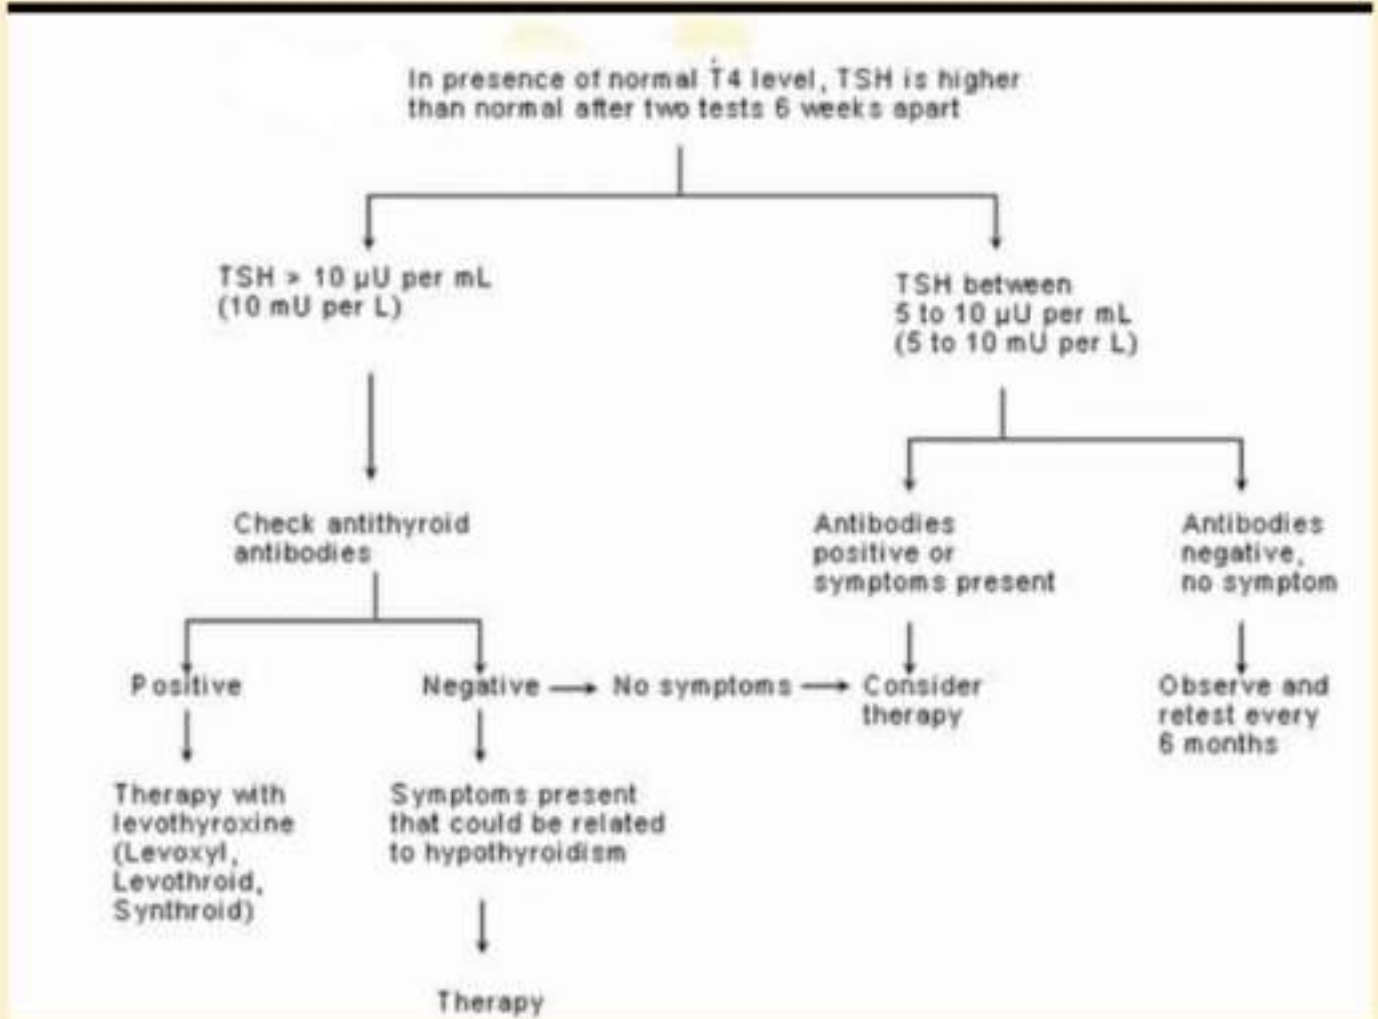 In presence of normal T4 level, TSH is higher
than normal after two tests 6 weeks apart
TSH > 10 µU per mL
(10 mU per L)
TSH between
5 to 10 µU per mL
(5 to 10 mU per L)
Check antithyroid
antibodies
Antibodies
positive or
symptoms present
Antibodies
negative,
no symptom
Positive
Negative
No symptoms
Consider
therapy
Observe and
retest every
6 months
Therapy with
levothyroxine
(Levoxyl,
Levothroid,
Synthroid)
Symptoms present
that could be related
to hypothyroidism
Therapy